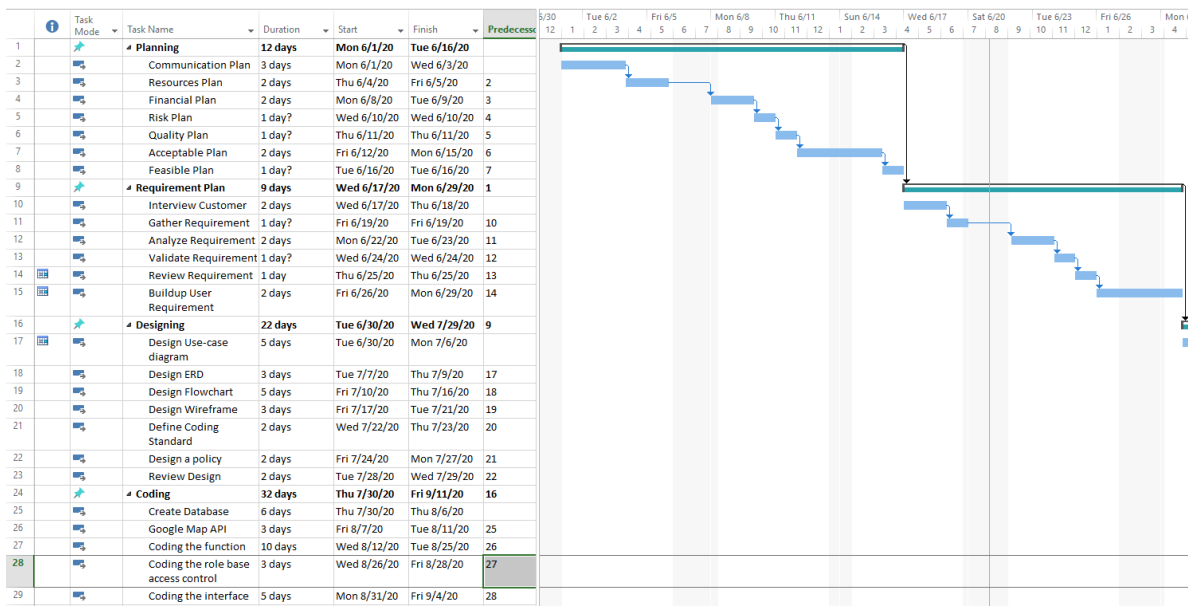 Task Mode Task Name Duration Start Finish Predecesso
5/30 Tue 6/2 Fri 6/5 Mon 6/8 Thu 6/11 Sun 6/14 Wed 6/17 Sat 6/20 Tue 6/23 Fri 6/26 Mon
12 1 2 3 4 5 6 7 8 9 10 11 12 1 2 3 4 5 6 7 8 9 10 11 12 1 2 3 4
1 Planning 12 days Mon 6/1/20 Tue 6/16/20
2 Communication Plan 3 days Mon 6/1/20 Wed 6/3/20
3 Resources Plan 2 days Thu 6/4/20 Fri 6/5/20 2
4 Financial Plan 2 days Mon 6/8/20 Tue 6/9/20 3
5 Risk Plan 1 day? Wed 6/10/20 Wed 6/10/20 4
6 Quality Plan 1 day? Thu 6/11/20 Thu 6/11/20 5
7 Acceptable Plan 2 days Fri 6/12/20 Mon 6/15/20 6
8 Feasible Plan 1 day? Tue 6/16/20 Tue 6/16/20 7
9 Requirement Plan 9 days Wed 6/17/20 Mon 6/29/20 1
10 Interview Customer 2 days Wed 6/17/20 Thu 6/18/20
11 Gather Requirement 1 day? Fri 6/19/20 Fri 6/19/20 10
12 Analyze Requirement 2 days Mon 6/22/20 Tue 6/23/20 11
13 Validate Requirement 1 day? Wed 6/24/20 Wed 6/24/20 12
14 Review Requirement 1 day Thu 6/25/20 Thu 6/25/20 13
15 Buildup User 2 days Fri 6/26/20 Mon 6/29/20 14
Requirement
16 Designing 22 days Tue 6/30/20 Wed 7/29/20 9
17 Design Use-case 5 days Tue 6/30/20 Mon 7/6/20
diagram
18 Design ERD 3 days Tue 7/7/20 Thu 7/9/20 17
19 Design Flowchart 5 days Fri 7/10/20 Thu 7/16/20 18
20 Design Wireframe 3 days Fri 7/17/20 Tue 7/21/20 19
21 Define Coding 2 days Wed 7/22/20 Thu 7/23/20 20
Standard
22 Design a policy 2 days Fri 7/24/20 Mon 7/27/20 21
23 Review Design 2 days Tue 7/28/20 Wed 7/29/20 22
24 Coding 32 days Thu 7/30/20 Fri 9/11/20 16
25 Create Database 6 days Thu 7/30/20 Thu 8/6/20
26 Google Map API 3 days Fri 8/7/20 Tue 8/11/20 25
27 Coding the function 10 days Wed 8/12/20 Tue 8/25/20 26
28 Coding the role base 3 days Wed 8/26/20 Fri 8/28/20 27
access control
29 Coding the interface 5 days Mon 8/31/20 Fri 9/4/20 28